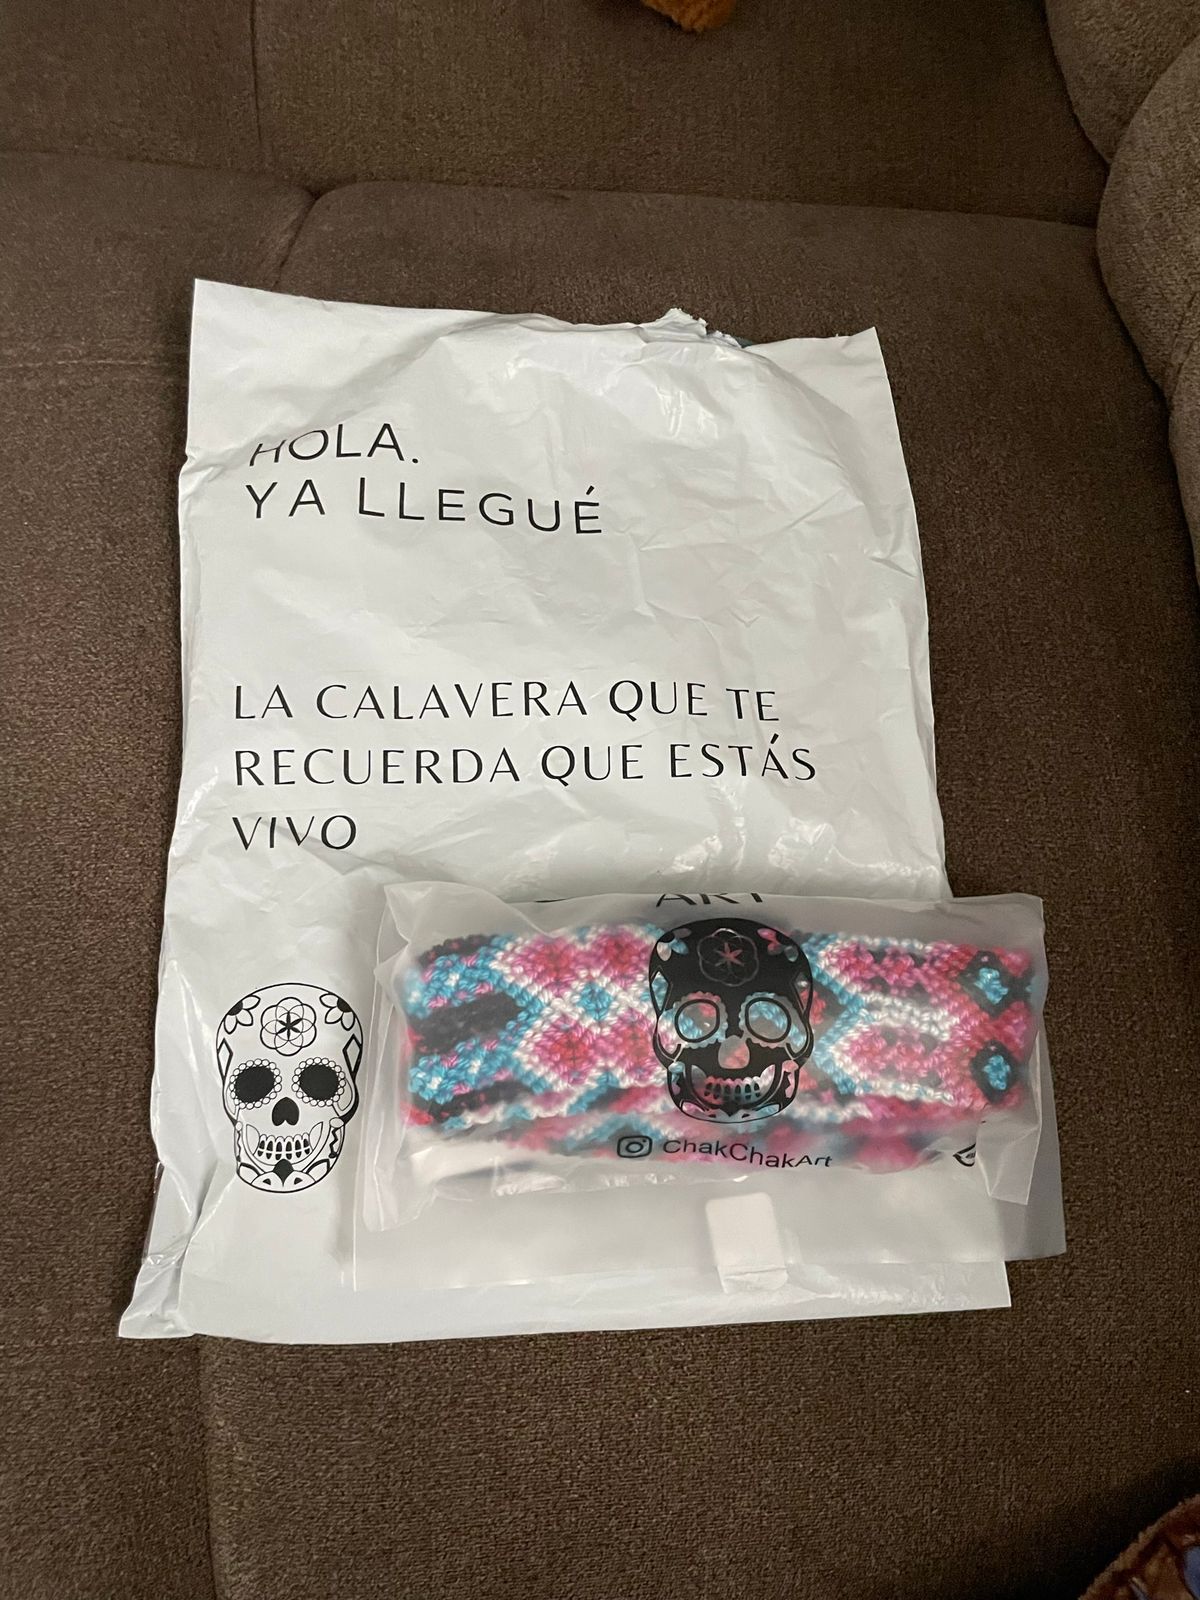 HOLA.
YA LLEGUÉ
LA CALAVERA QUE TE
RECUERDA QUE ESTÁS
VIVO
ART
ChakChakArt